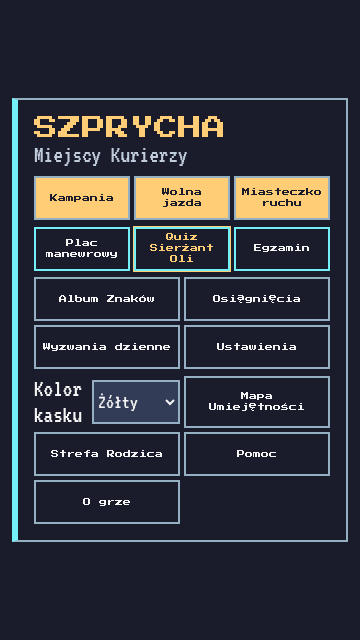 SZPRYCHA
Miejscy Kurierzy
Kampania
Wolna
jazda
Miasteczko
ruchu
Plac
manewrowy
Quiz
Sierżant
Oli
Egzamin
Album Znaków
Osiągnięcia
Wyzwania dzienne
Ustawienia
Kolor
kasku
Żółty
Mapa
Umiejętności
Strefa Rodzica
Pomoc
O grze